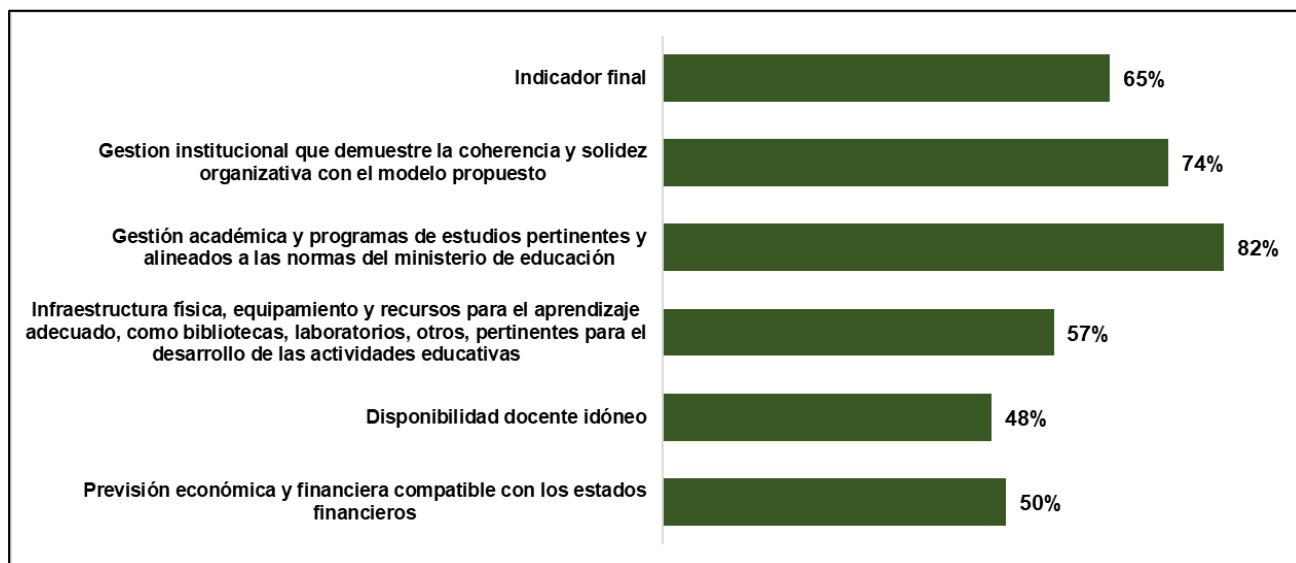 Indicador final
65%
Gestion institucional que demuestre la coherencia y solidez
organizativa con el modelo propuesto
74%
Gestión académica y programas de estudios pertinentes y
alineados a las normas del ministerio de educación
82%
Infraestructura física, equipamiento y recursos para el aprendizaje
adecuado, como bibliotecas, laboratorios, otros, pertinentes para el
desarrollo de las actividades educativas
57%
Disponibilidad docente idóneo
48%
Previsión económica y financiera compatible con los estados
financieros
50%